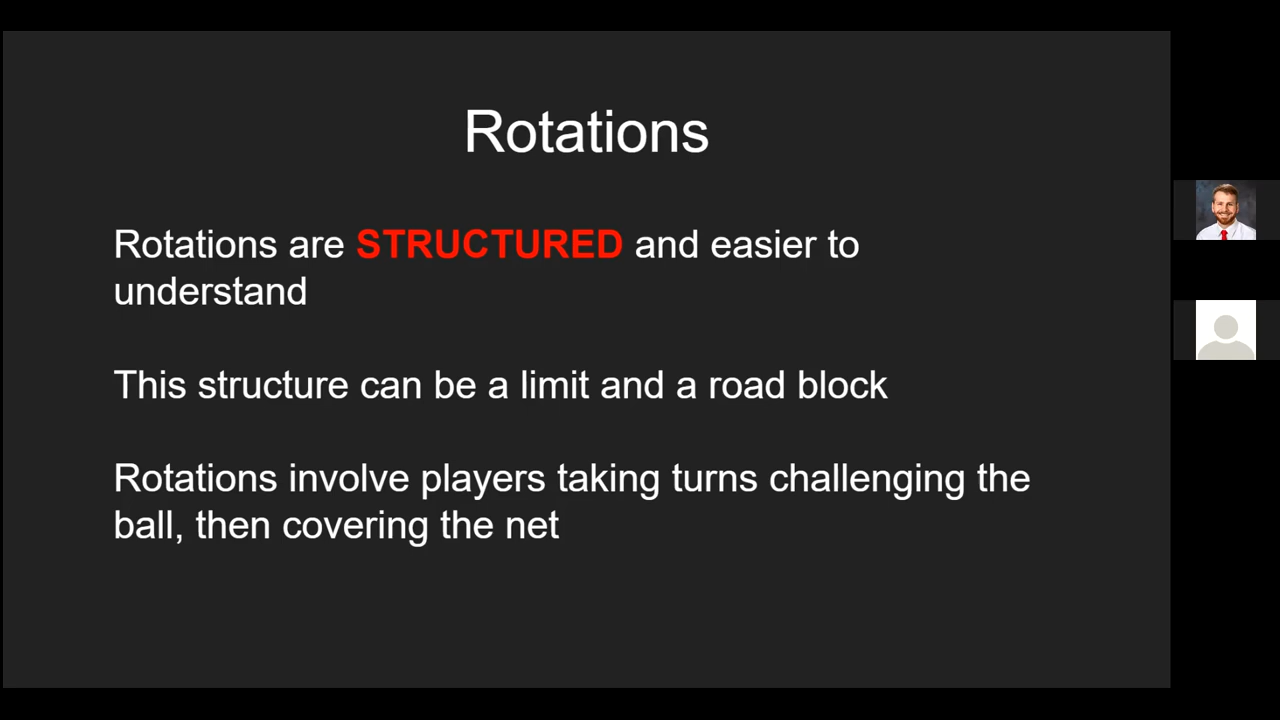 Rotations
Rotations are STRUCTURED and easier to
understand
This structure can be a limit and a road block
Rotations involve players taking turns challenging the
ball, then covering the net